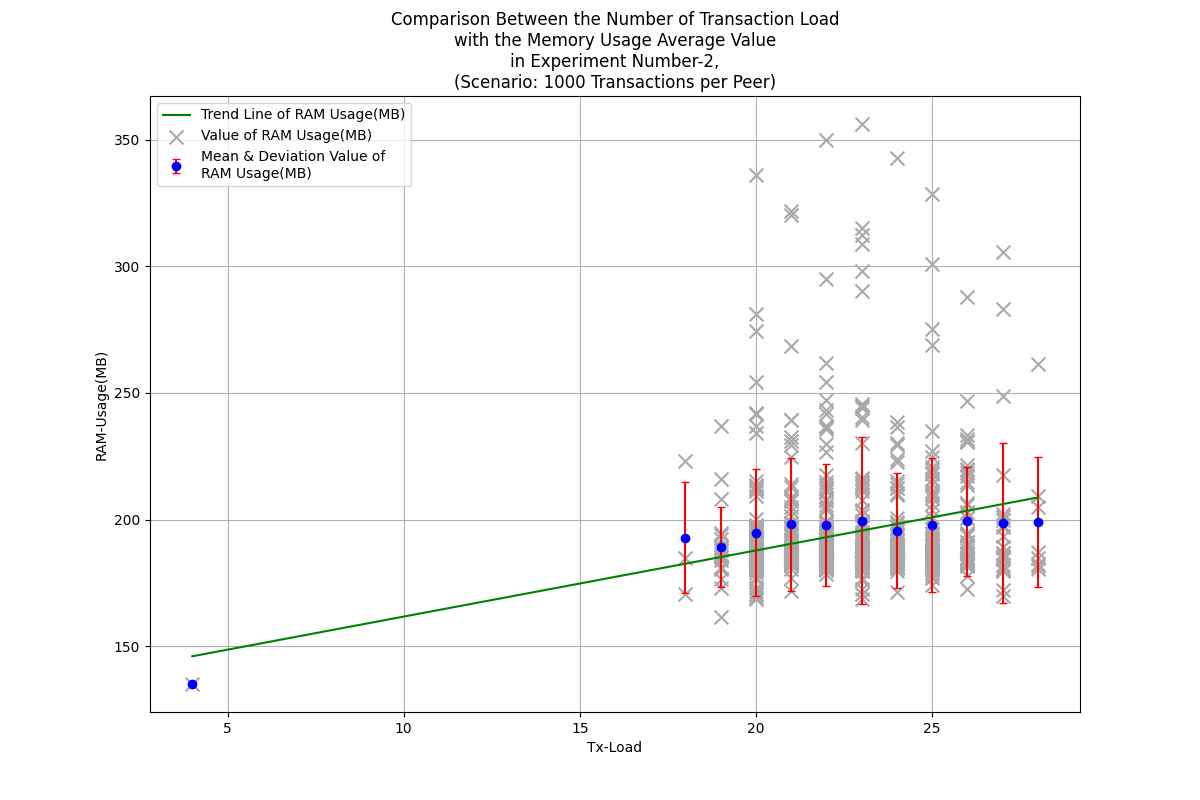 Comparison Between the Number of Transaction Load
with the Memory Usage Average Value
in Experiment Number-2,
(Scenario: 1000 Transactions per Peer)
Trend Line of RAM Usage(MB)
Value of RAM Usage(MB)
Mean & Deviation Value of
RAM Usage(MB)
RAM-Usage(MB)
350
300
250
200
150
5
10
15
20
25
Tx-Load